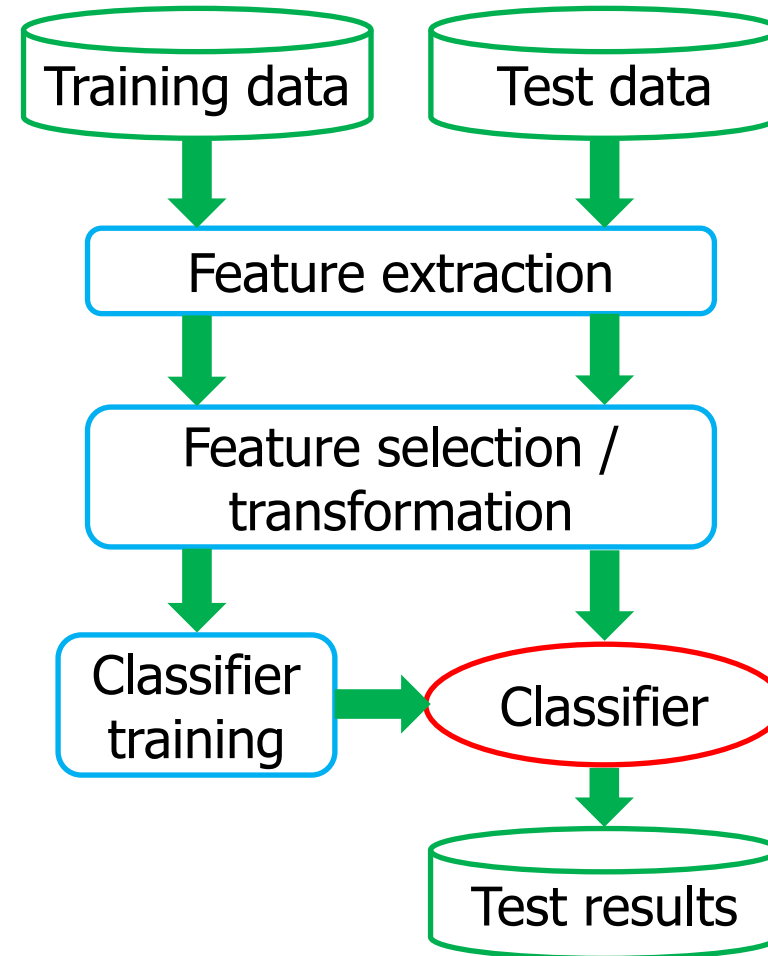 Training data
Test data
Feature extraction
Feature selection /
transformation
Classifier
training
Classifier
Test results